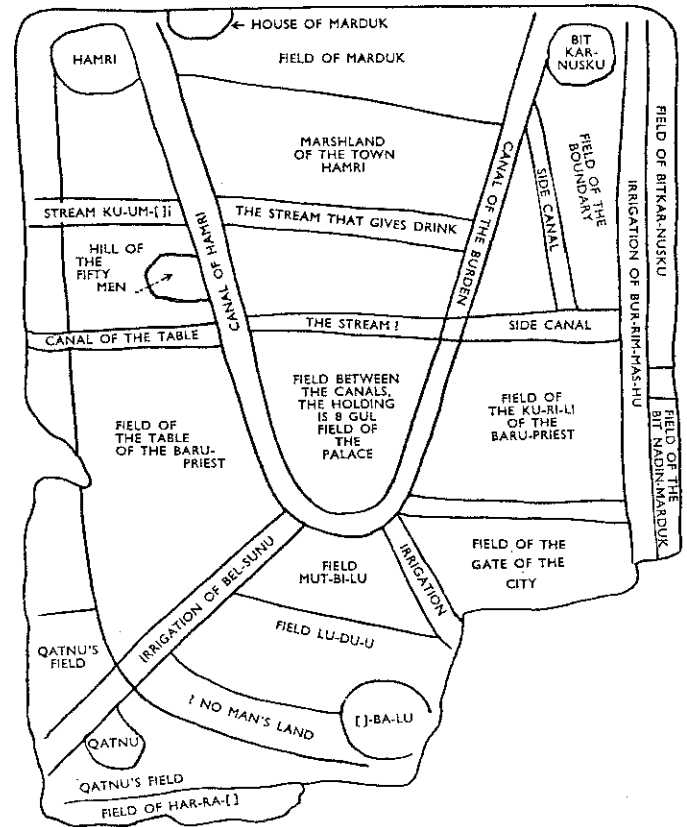 ← HOUSE OF MARDUK
HAMRI
FIELD OF MARDUK
BIT
KAR-
NUSKU
MARSHLAND
OF THE TOWN
HAMRI
CANAL OF THE BURDEN
SIDE CANAL
FIELD OF THE
BOUNDARY
IRRIGATION OF BUR-RIM-MAS-HU
FIELD OF BITKAR-NUSKU
STREAM KU-UM-[ ]i
CANAL OF HAMRI
THE STREAM THAT GIVES DRINK
HILL OF
THE
FIFTY
MEN
CANAL OF THE TABLE
THE STREAM ?
SIDE CANAL
FIELD BETWEEN
THE CANALS,
THE HOLDING
IS 8 GUL
FIELD OF
THE
PALACE
FIELD OF
THE TABLE
OF THE BARU-
PRIEST
FIELD OF
THE KU-RI-LI
OF THE
BARU-PRIEST
FIELD OF THE
BIT NADIN-MARDUK
IRRIGATION OF BEL-SUNU
FIELD
MUT-BI-LU
IRRIGATION
FIELD OF THE
GATE OF THE
CITY
FIELD LU-DU-U
QATNU'S
FIELD
? NO MAN'S LAND
[ ]-BA-LU
QATNU
QATNU'S FIELD
FIELD OF HAR-RA-[ ]